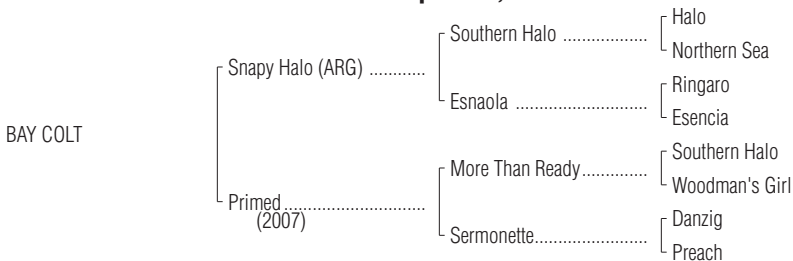 Halo
Southern Halo ..................
Northern Sea
Snapy Halo (ARG) ............
Ringaro
Esnaola ............................
Esencia
BAY COLT
Southern Halo
More Than Ready..............
Woodman's Girl
Primed..............................
(2007)
Danzig
Sermonette........................
Preach